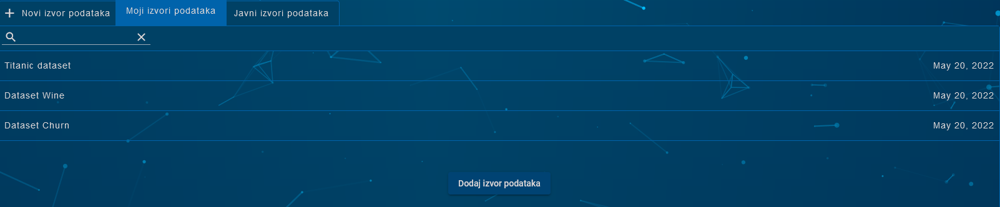 Novi izvor podataka Moji izvori podataka Javni izvori podataka
Titanic dataset May 20, 2022
Dataset Wine May 20, 2022
Dataset Churn May 20, 2022
Dodaj izvor podataka